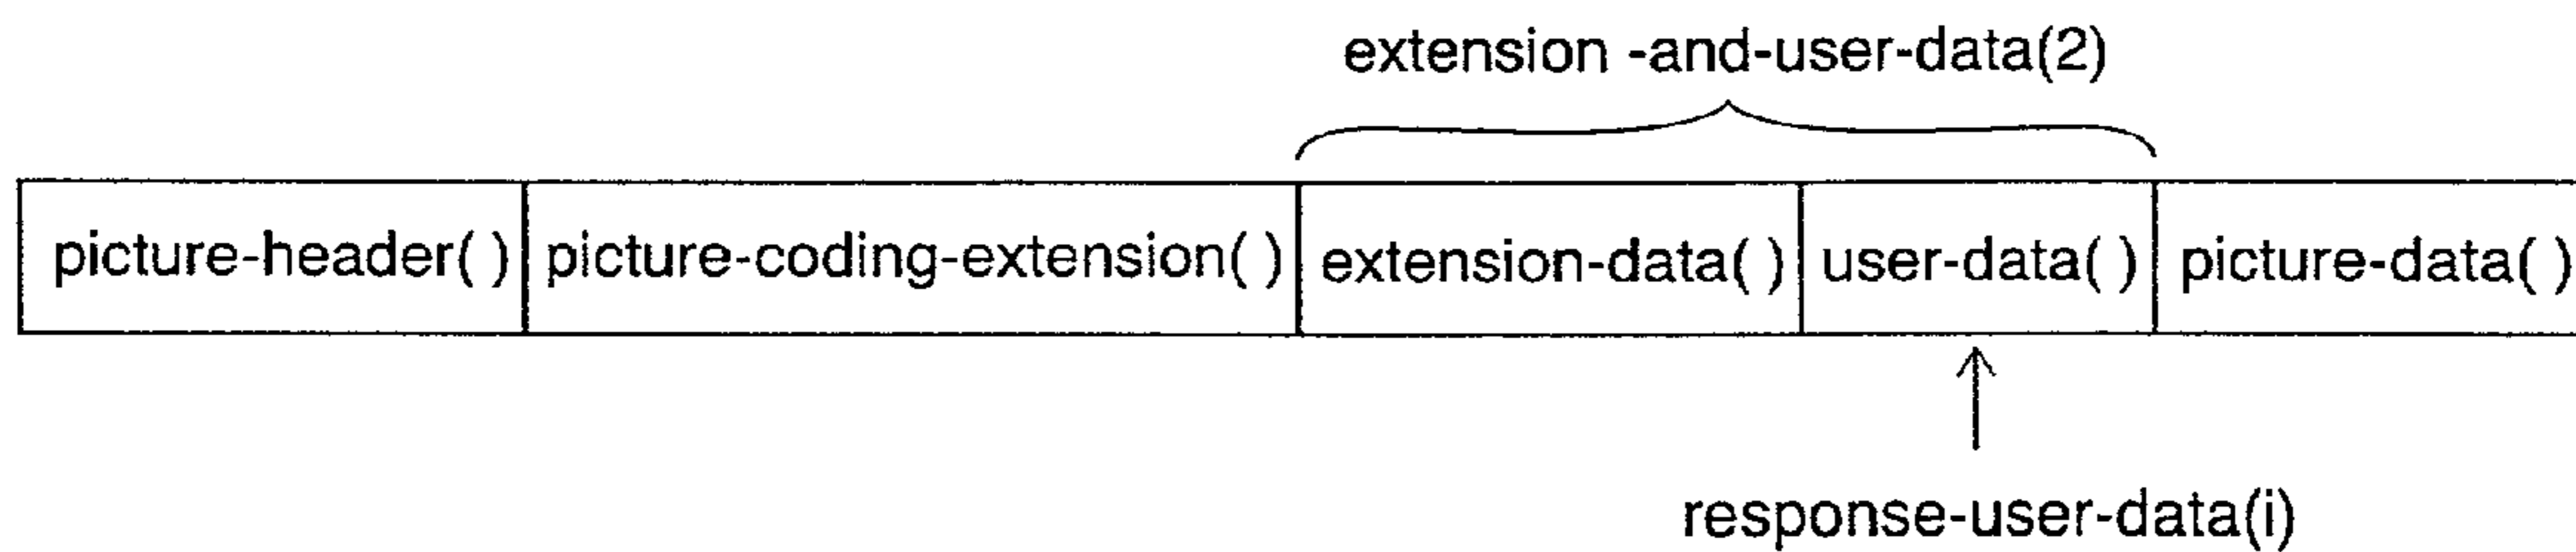 extension -and-user-data(2)
picture-header( ) picture-coding-extension( ) extension-data( ) user-data( ) picture-data( )
response-user-data(i)